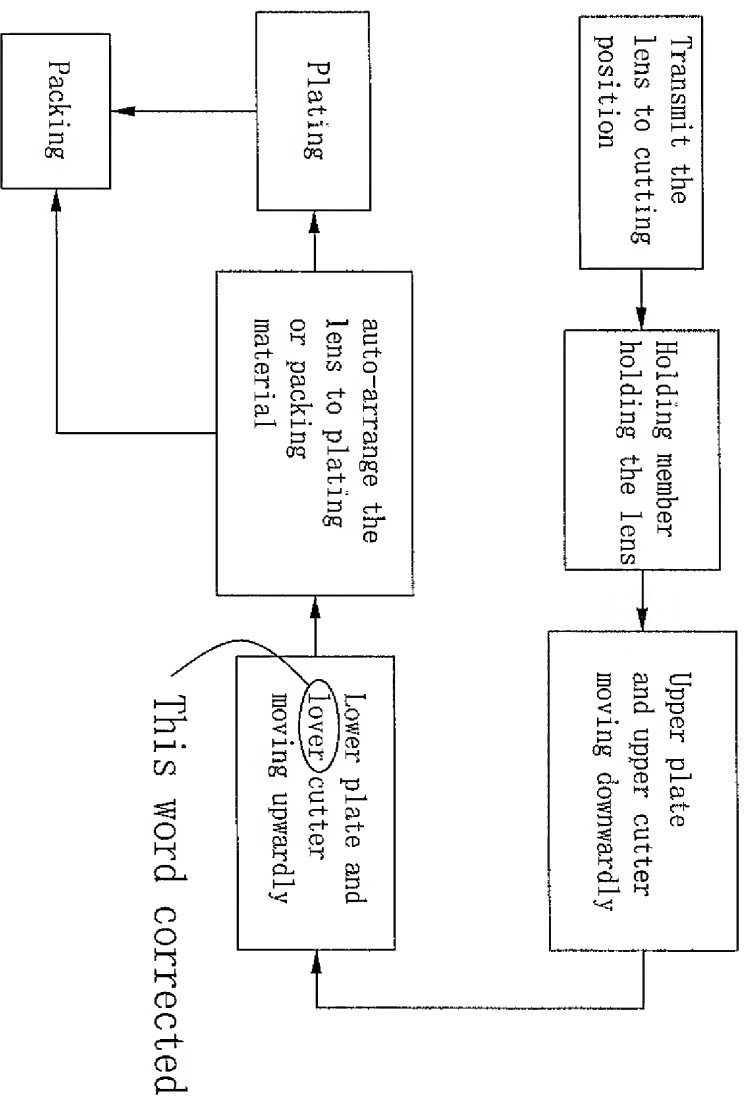 Transmit the
lens to cutting
position
Holding member
holding the lens
Upper plate
and upper cutter
moving downwardly
Lower plate and
lover cutter
moving upwardly
This word corrected
auto-arrange the
lens to plating
or packing
material
Plating
Packing